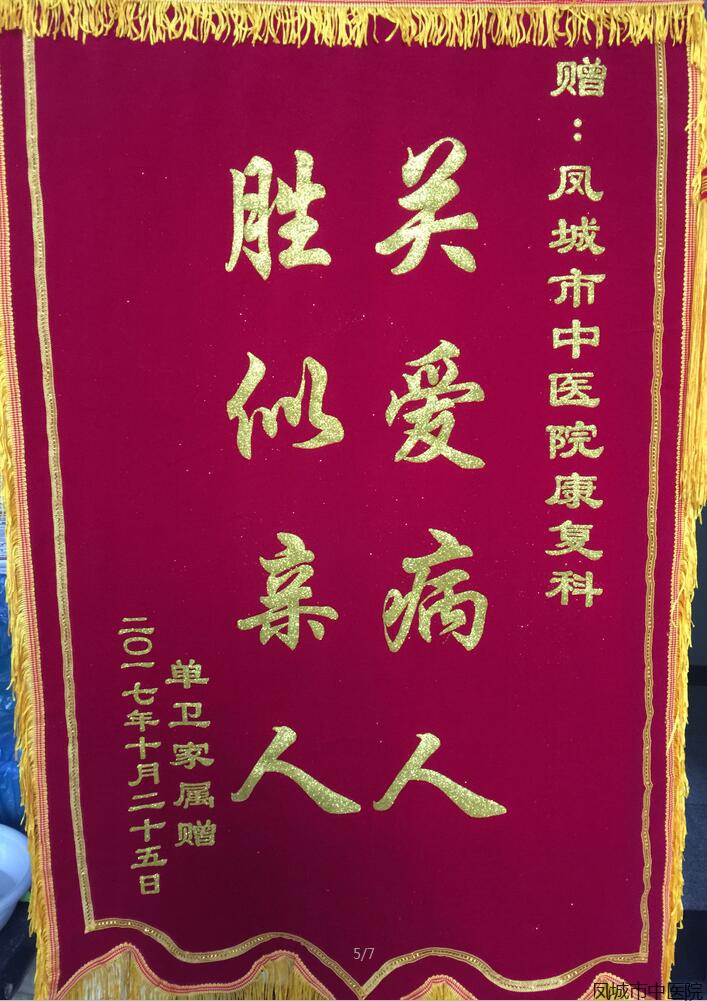 赠：凤城市中医院康复科
关爱病人
胜似亲人
单卫家属赠
二〇一七年十月二十五日
5/7
凤城市中医院